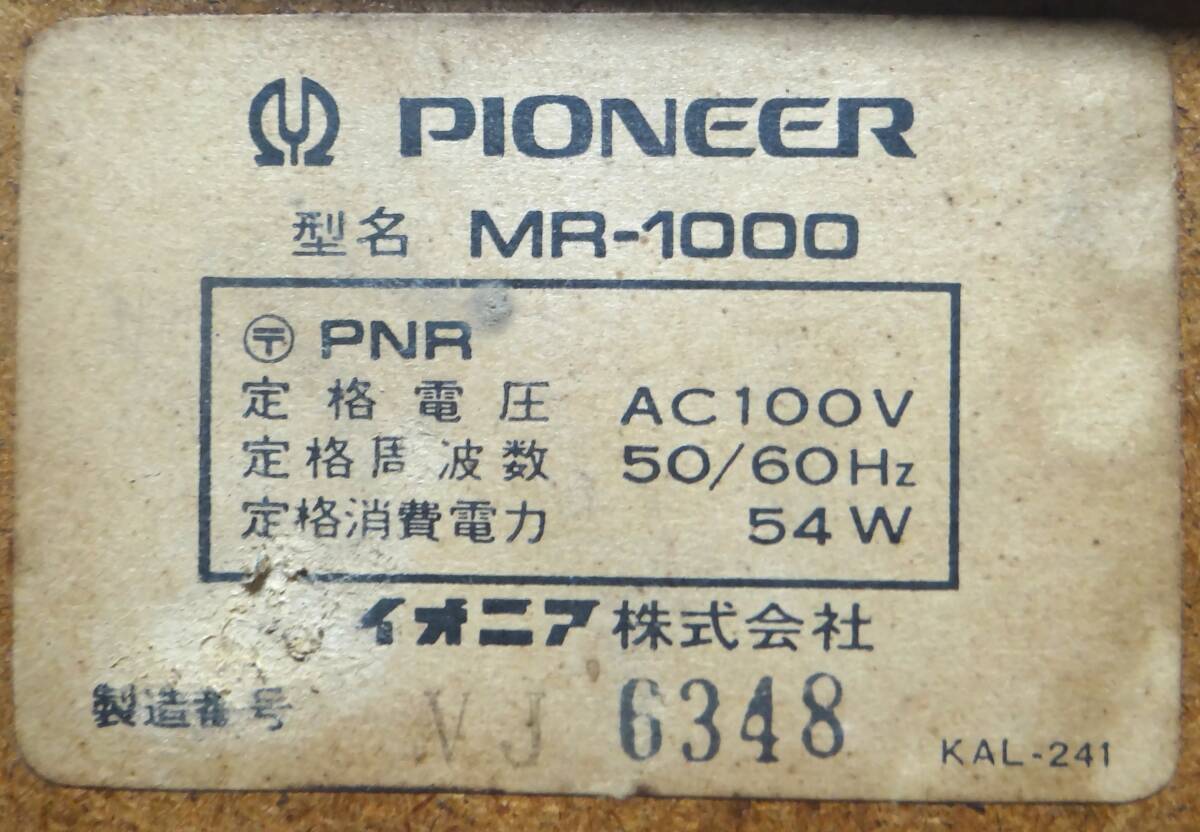 PIONEER
型名 MR-1000
〒 PNR
定格電圧 AC100V
定格周波数 50/60Hz
定格消費電力 54W
イオニア株式会社
製造番号 VJ 6348
KAL-241